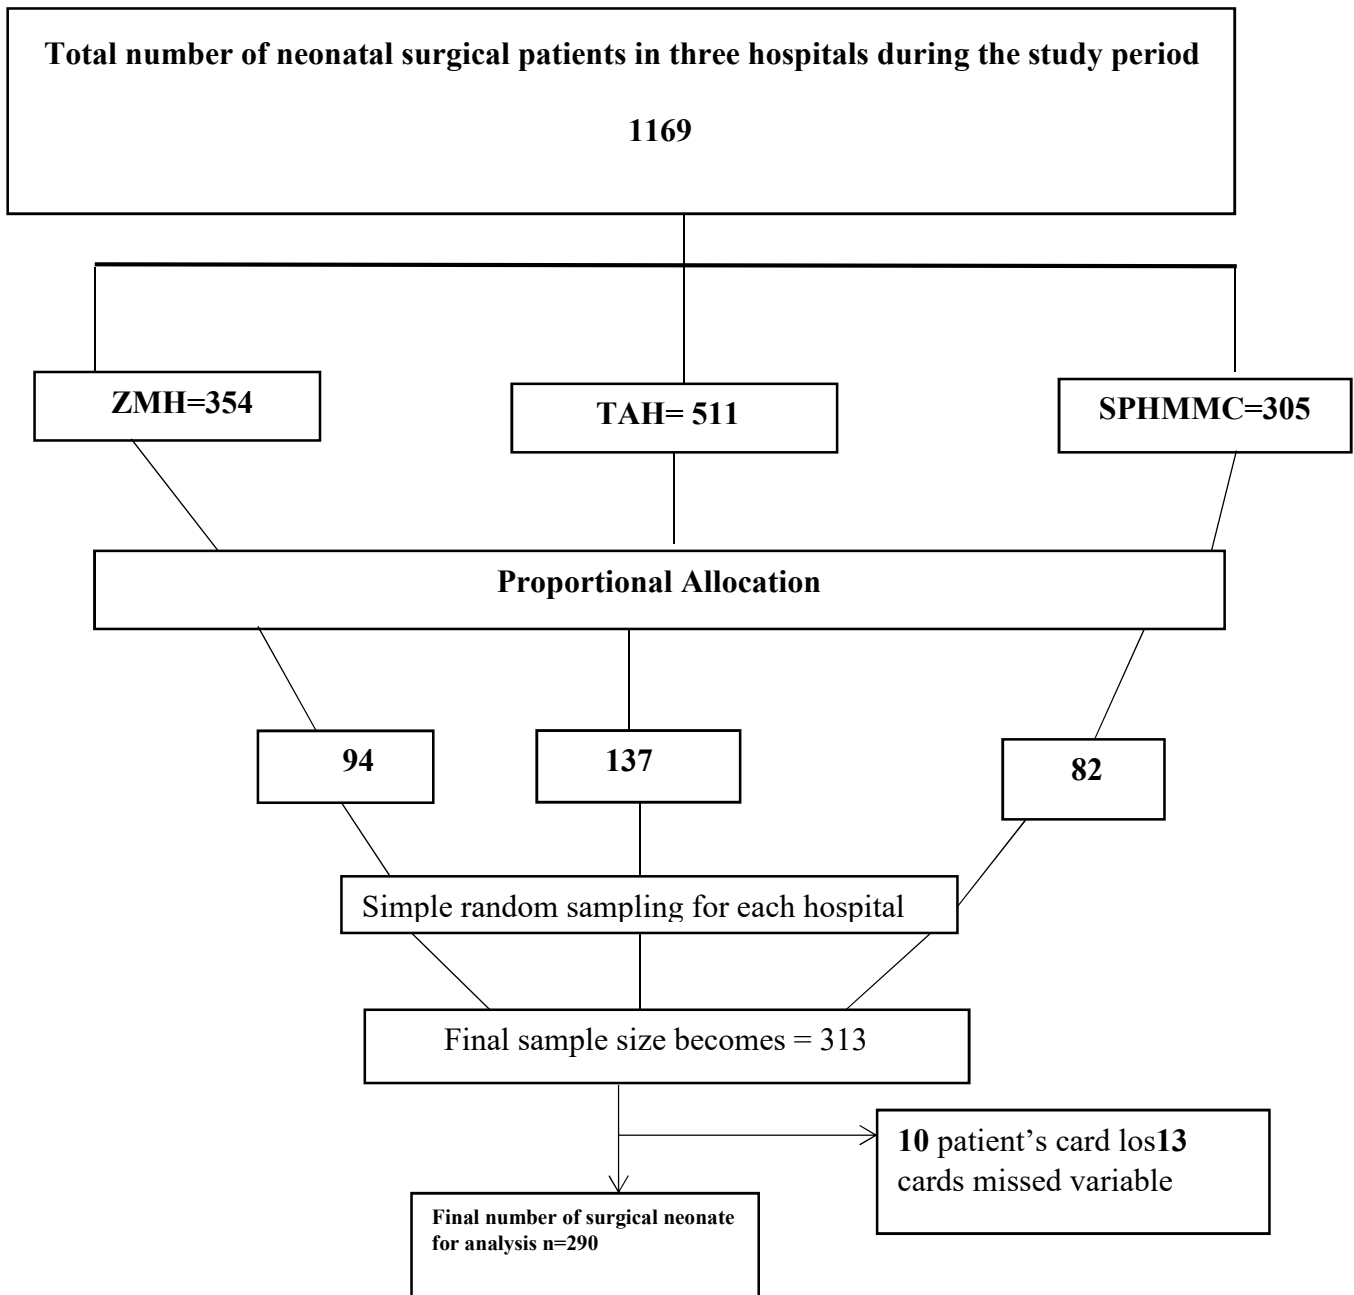 Total number of neonatal surgical patients in three hospitals during the study period
1169
ZMH=354
TAH= 511
SPHMMC=305
Proportional Allocation
94
137
82
Simple random sampling for each hospital
Final sample size becomes = 313
10 patient’s card los13
cards missed variable
Final number of surgical neonate
for analysis n=290